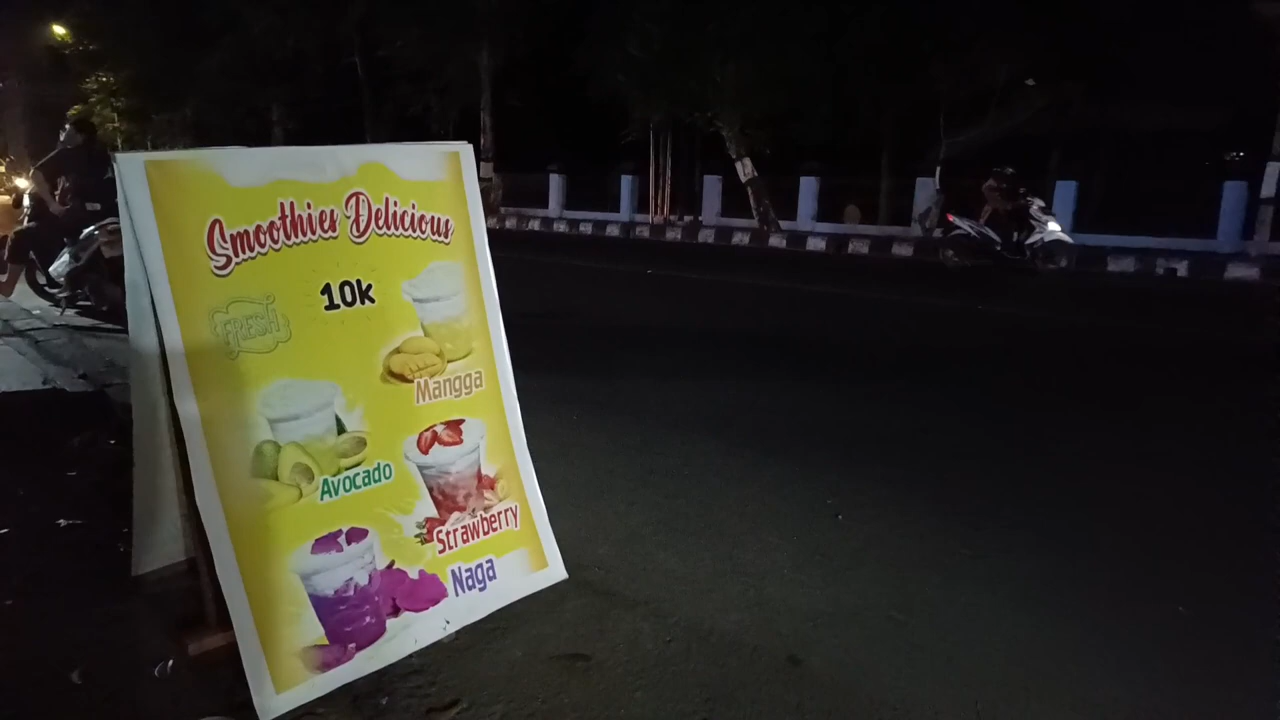 Smoothies Delicious
10k
FRESH
Mangga
Avocado
Strawberry
Naga